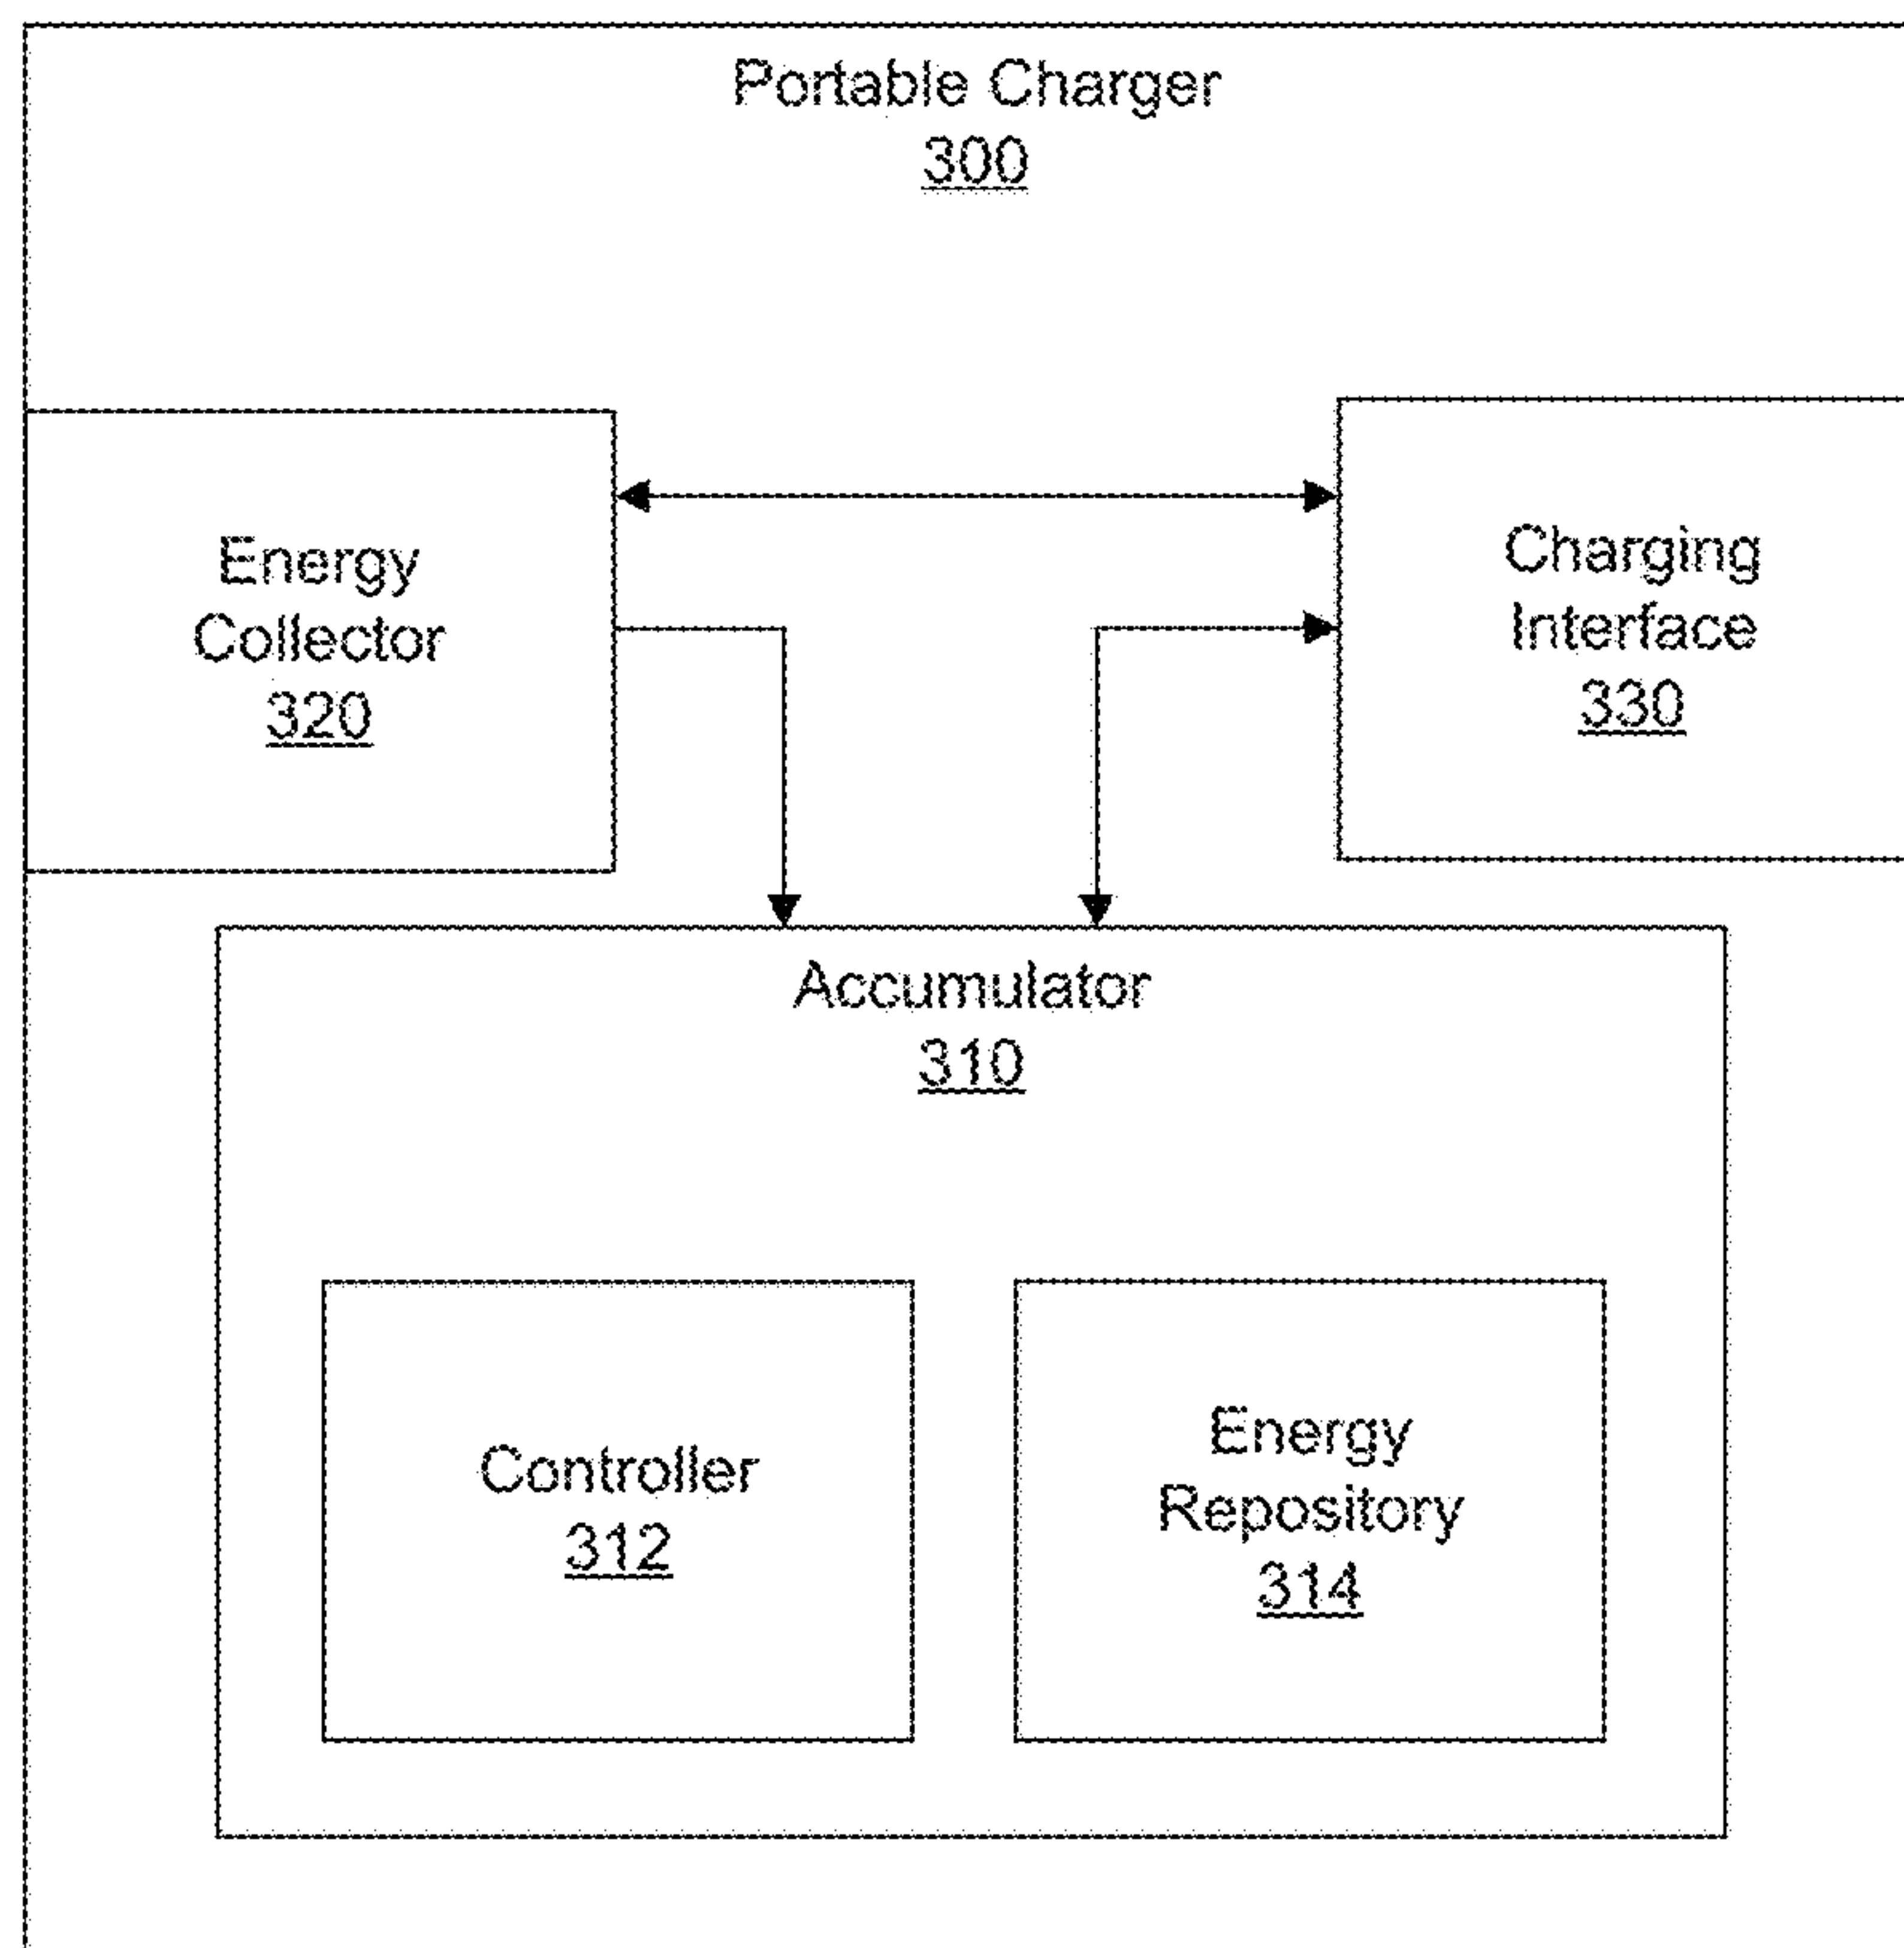 Portable Charger
300
Energy
Collector
320
Charging
Interface
330
Accumulator
310
Controller
312
Energy
Repository
314